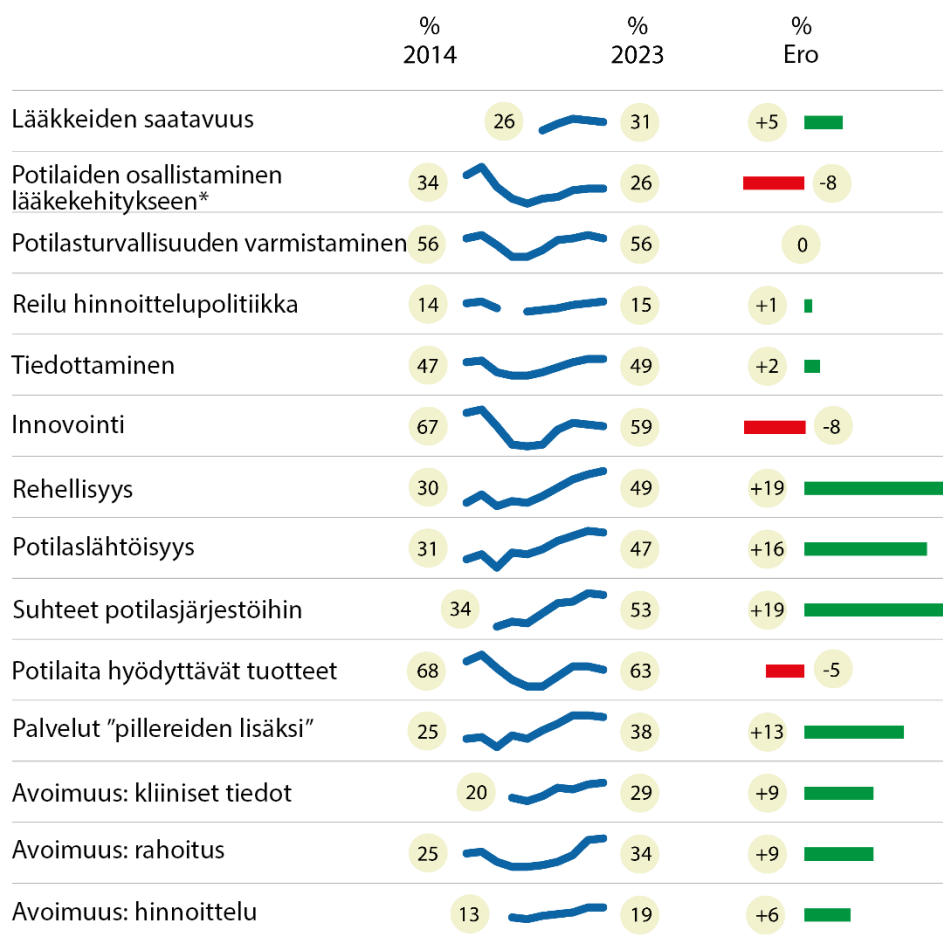 % % %
2014 2023 Ero
Lääkkeiden saatavuus 26 31 +5
Potilaiden osallistaminen
lääkekehitykseen* 34 26 -8
Potilasturvallisuuden varmistaminen 56 56 0
Reilu hinnoittelupolitiikka 14 15 +1
Tiedottaminen 47 49 +2
Innovointi 67 59 -8
Rehellisyys 30 49 +19
Potilaslähtöisyys 31 47 +16
Suhteet potilasjärjestöihin 34 53 +19
Potilaita hyödyttävät tuotteet 68 63 -5
Palvelut ”pillereiden lisäksi” 25 38 +13
Avoimuus: kliiniset tiedot 20 29 +9
Avoimuus: rahoitus 25 34 +9
Avoimuus: hinnoittelu 13 19 +6